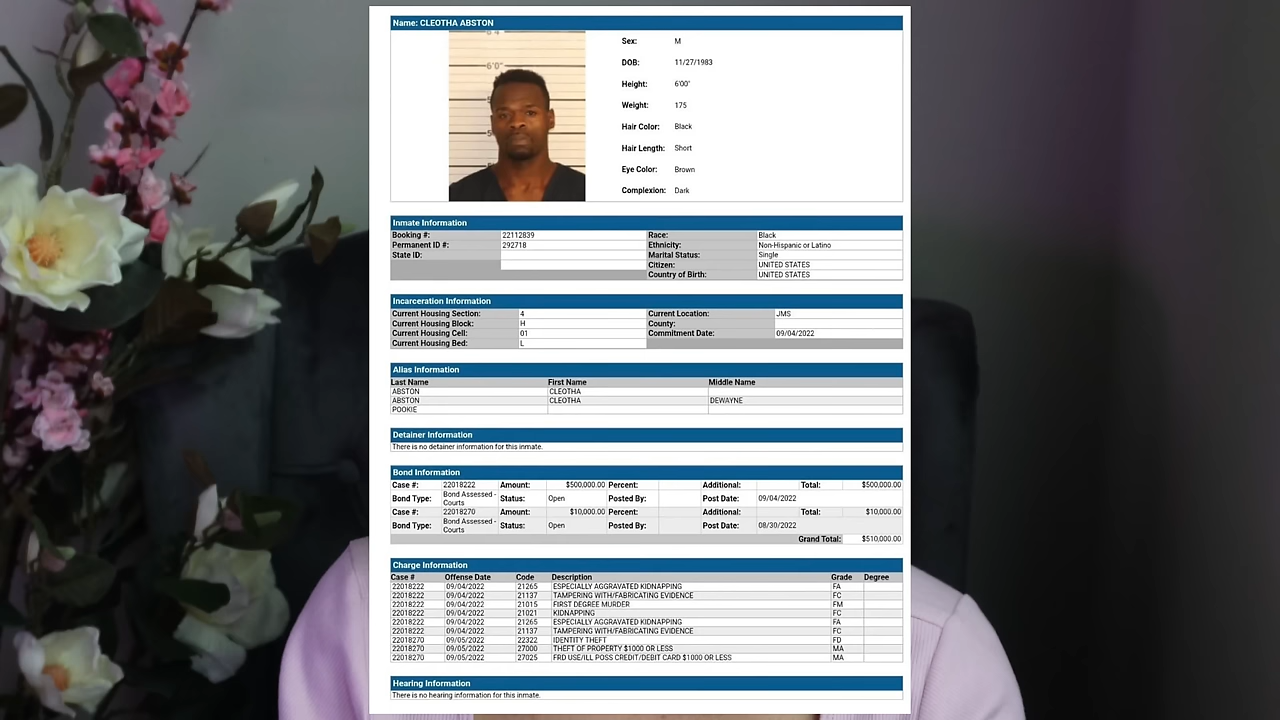 Name: CLEOTHA ABSTON
6'0"
Sex: M
DOB: 11/27/1983
Height: 6'00"
Weight: 175
Hair Color: Black
Hair Length: Short
Eye Color: Brown
Complexion: Dark
Inmate Information
Booking #: 22112839 Race: Black
Permanent ID #: 292718 Ethnicity: Non-Hispanic or Latino
State ID: Marital Status: Single
Citizen: UNITED STATES
Country of Birth: UNITED STATES
Incarceration Information
Current Housing Section: 4 Current Location: JMS
Current Housing Block: H County:
Current Housing Cell: 01 Commitment Date: 09/04/2022
Current Housing Bed: L
Alias Information
Last Name First Name Middle Name
ABSTON CLEOTHA
ABSTON CLEOTHA DEWAYNE
POOKIE
Detainer Information
There is no detainer information for this inmate.
Bond Information
Case #: 22018222 Amount: $500,000.00 Percent: Additional: Total: $500,000.00
Bond Type: Bond Assessed - Courts Status: Open Posted By: Post Date: 09/04/2022
Case #: 22018270 Amount: $10,000.00 Percent: Additional: Total: $10,000.00
Bond Type: Bond Assessed - Courts Status: Open Posted By: Post Date: 08/30/2022
Grand Total: $510,000.00
Charge Information
Case # Offense Date Code Description Grade Degree
22018222 09/04/2022 21265 ESPECIALLY AGGRAVATED KIDNAPPING FA
22018222 09/04/2022 21137 TAMPERING WITH/FABRICATING EVIDENCE FC
22018222 09/04/2022 21015 FIRST DEGREE MURDER FM
22018222 09/04/2022 21021 KIDNAPPING FC
22018222 09/04/2022 21265 ESPECIALLY AGGRAVATED KIDNAPPING FA
22018222 09/04/2022 21137 TAMPERING WITH/FABRICATING EVIDENCE FC
22018270 09/05/2022 22322 IDENTITY THEFT FD
22018270 09/05/2022 27000 THEFT OF PROPERTY $1000 OR LESS MA
22018270 09/05/2022 27025 FRD USE/ILL POSS CREDIT/DEBIT CARD $1000 OR LESS MA
Hearing Information
There is no hearing information for this inmate.